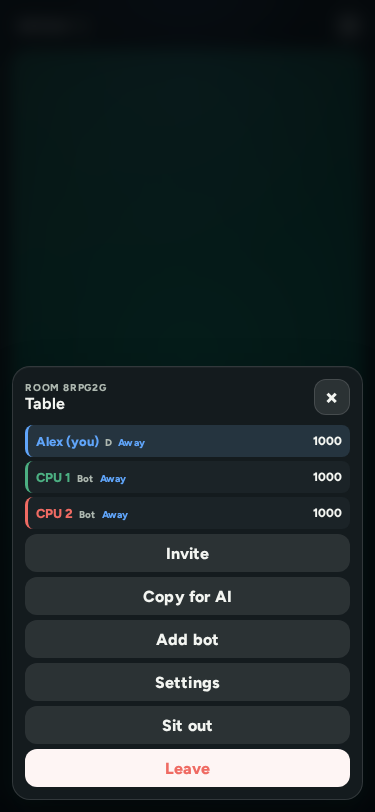 ROOM 8RPG2G
Table
×
Alex (you) D Away 1000
CPU 1 Bot Away 1000
CPU 2 Bot Away 1000
Invite
Copy for AI
Add bot
Settings
Sit out
Leave